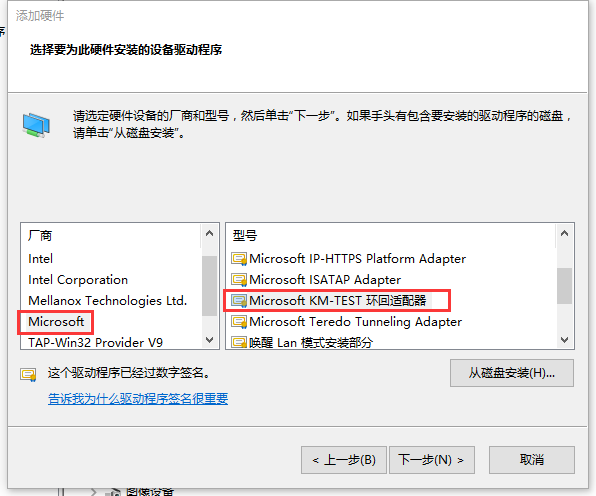 添加硬件
序
选择要为此硬件安装的设备驱动程序
请选定硬件设备的厂商和型号，然后单击“下一步”。如果手头有包含要安装的驱动程序的磁盘，
请单击“从磁盘安装”。
厂商
Intel
Intel Corporation
Mellanox Technologies Ltd.
Microsoft
TAP-Win32 Provider V9
型号
Microsoft IP-HTTPS Platform Adapter
Microsoft ISATAP Adapter
Microsoft KM-TEST 环回适配器
Microsoft Teredo Tunneling Adapter
唤醒 Lan 模式安装部分
这个驱动程序已经过数字签名。
告诉我为什么驱动程序签名很重要
从磁盘安装(H)...
< 上一步(B)
下一步(N) >
取消
图像设备